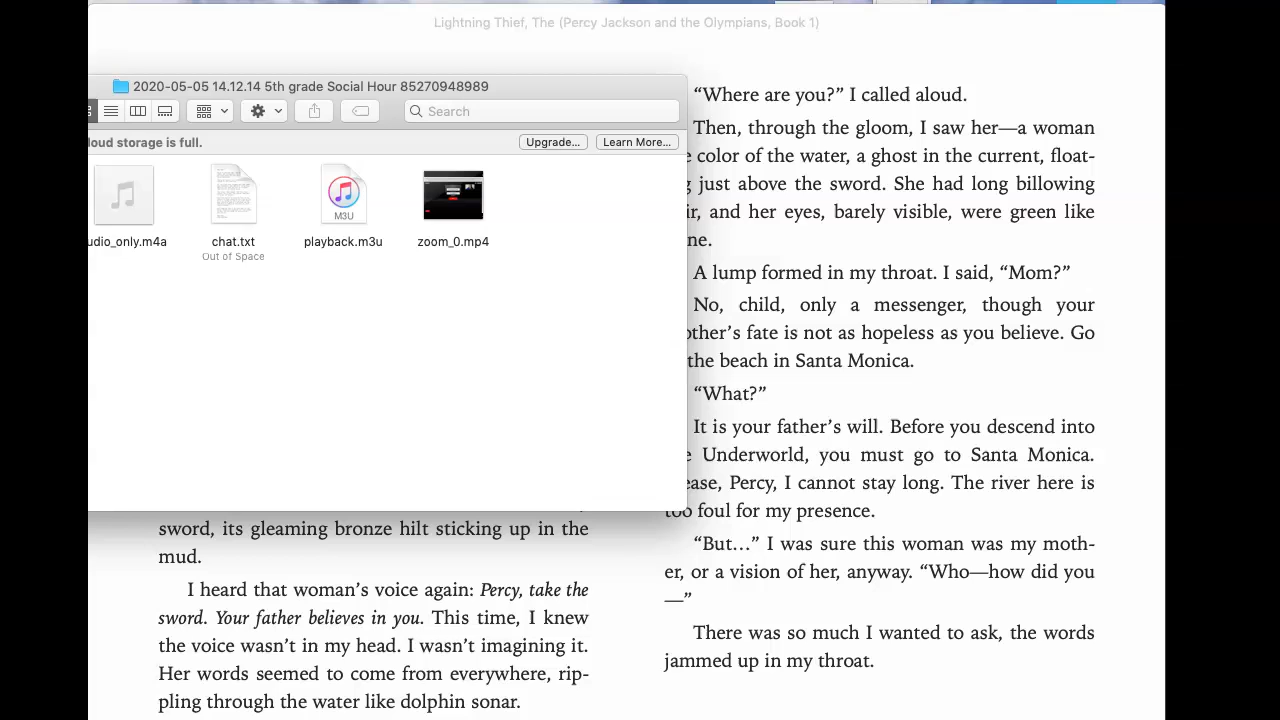 Lightning Thief, The (Percy Jackson and the Olympians, Book 1)
2020-05-05 14.12.14 5th grade Social Hour 85270948989
Search
loud storage is full.
Upgrade...
Learn More...
M3U
udio_only.m4a
chat.txt
playback.m3u
zoom_0.mp4
Out of Space
sword, its gleaming bronze hilt sticking up in the
mud.
I heard that woman’s voice again: Percy, take the
sword. Your father believes in you. This time, I knew
the voice wasn’t in my head. I wasn’t imagining it.
Her words seemed to come from everywhere, rip-
pling through the water like dolphin sonar.
“Where are you?” I called aloud.
Then, through the gloom, I saw her—a woman
color of the water, a ghost in the current, float-
just above the sword. She had long billowing
ir, and her eyes, barely visible, were green like
ne.
A lump formed in my throat. I said, “Mom?”
No, child, only a messenger, though your
other’s fate is not as hopeless as you believe. Go
the beach in Santa Monica.
“What?”
It is your father’s will. Before you descend into
e Underworld, you must go to Santa Monica.
ease, Percy, I cannot stay long. The river here is
too foul for my presence.
“But…” I was sure this woman was my moth-
er, or a vision of her, anyway. “Who—how did you
—”
There was so much I wanted to ask, the words
jammed up in my throat.